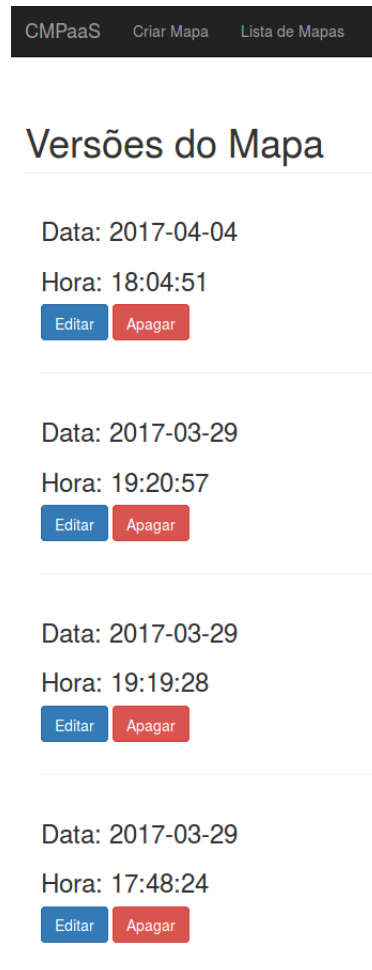 CMPaaS Criar Mapa Lista de Mapas
Versões do Mapa
Data: 2017-04-04
Hora: 18:04:51
Editar Apagar
Data: 2017-03-29
Hora: 19:20:57
Editar Apagar
Data: 2017-03-29
Hora: 19:19:28
Editar Apagar
Data: 2017-03-29
Hora: 17:48:24
Editar Apagar